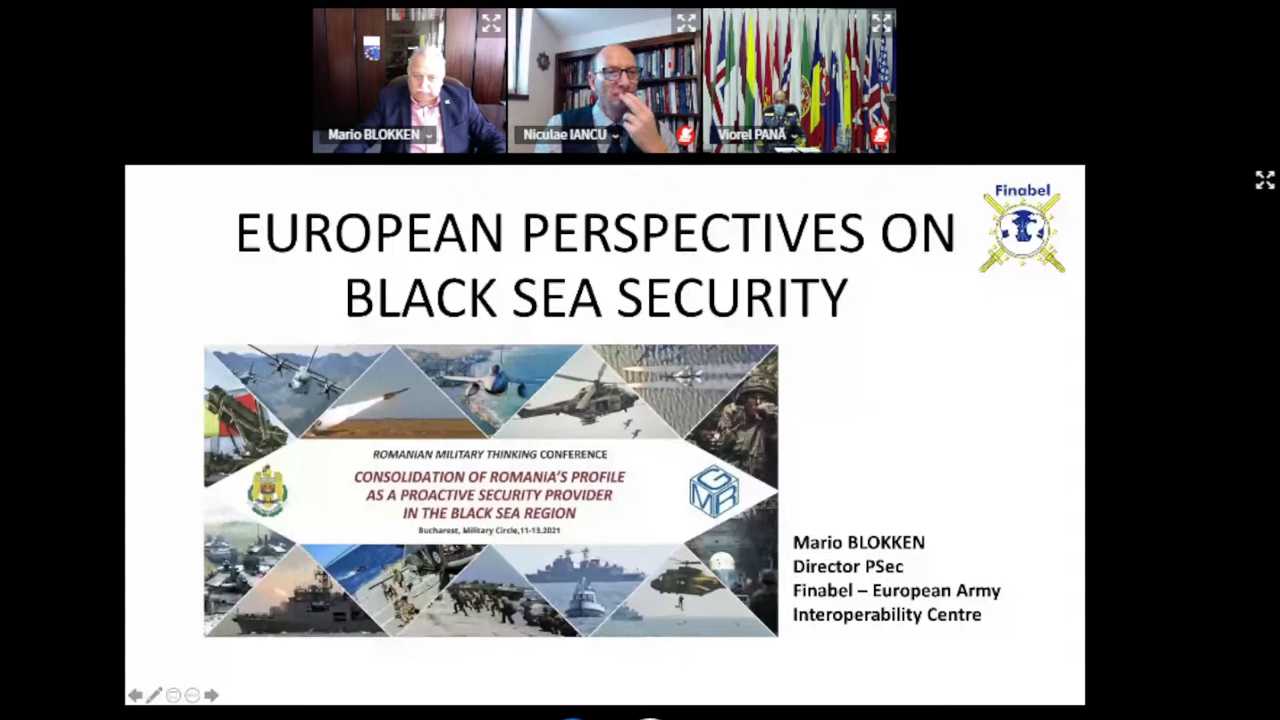 Mario BLOKKEN
Niculae IANCU
Viorel PANĂ
Finabel
EUROPEAN PERSPECTIVES ON
BLACK SEA SECURITY
ROMANIAN MILITARY THINKING CONFERENCE
CONSOLIDATION OF ROMANIA'S PROFILE
AS A PROACTIVE SECURITY PROVIDER
IN THE BLACK SEA REGION
Bucharest, Military Circle,11-13.2021
GMR
Mario BLOKKEN
Director PSec
Finabel – European Army
Interoperability Centre